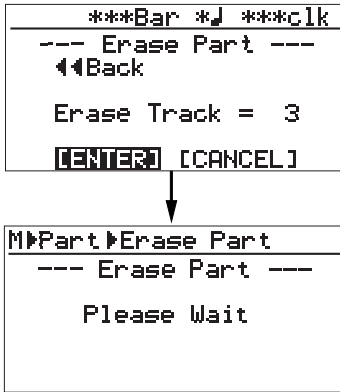 ***Bar *♩ ***clk
--- Erase Part ---
◀◀Back
Erase Track = 3
[ENTER] [CANCEL]
M▶Part▶Erase Part
--- Erase Part ---
Please Wait